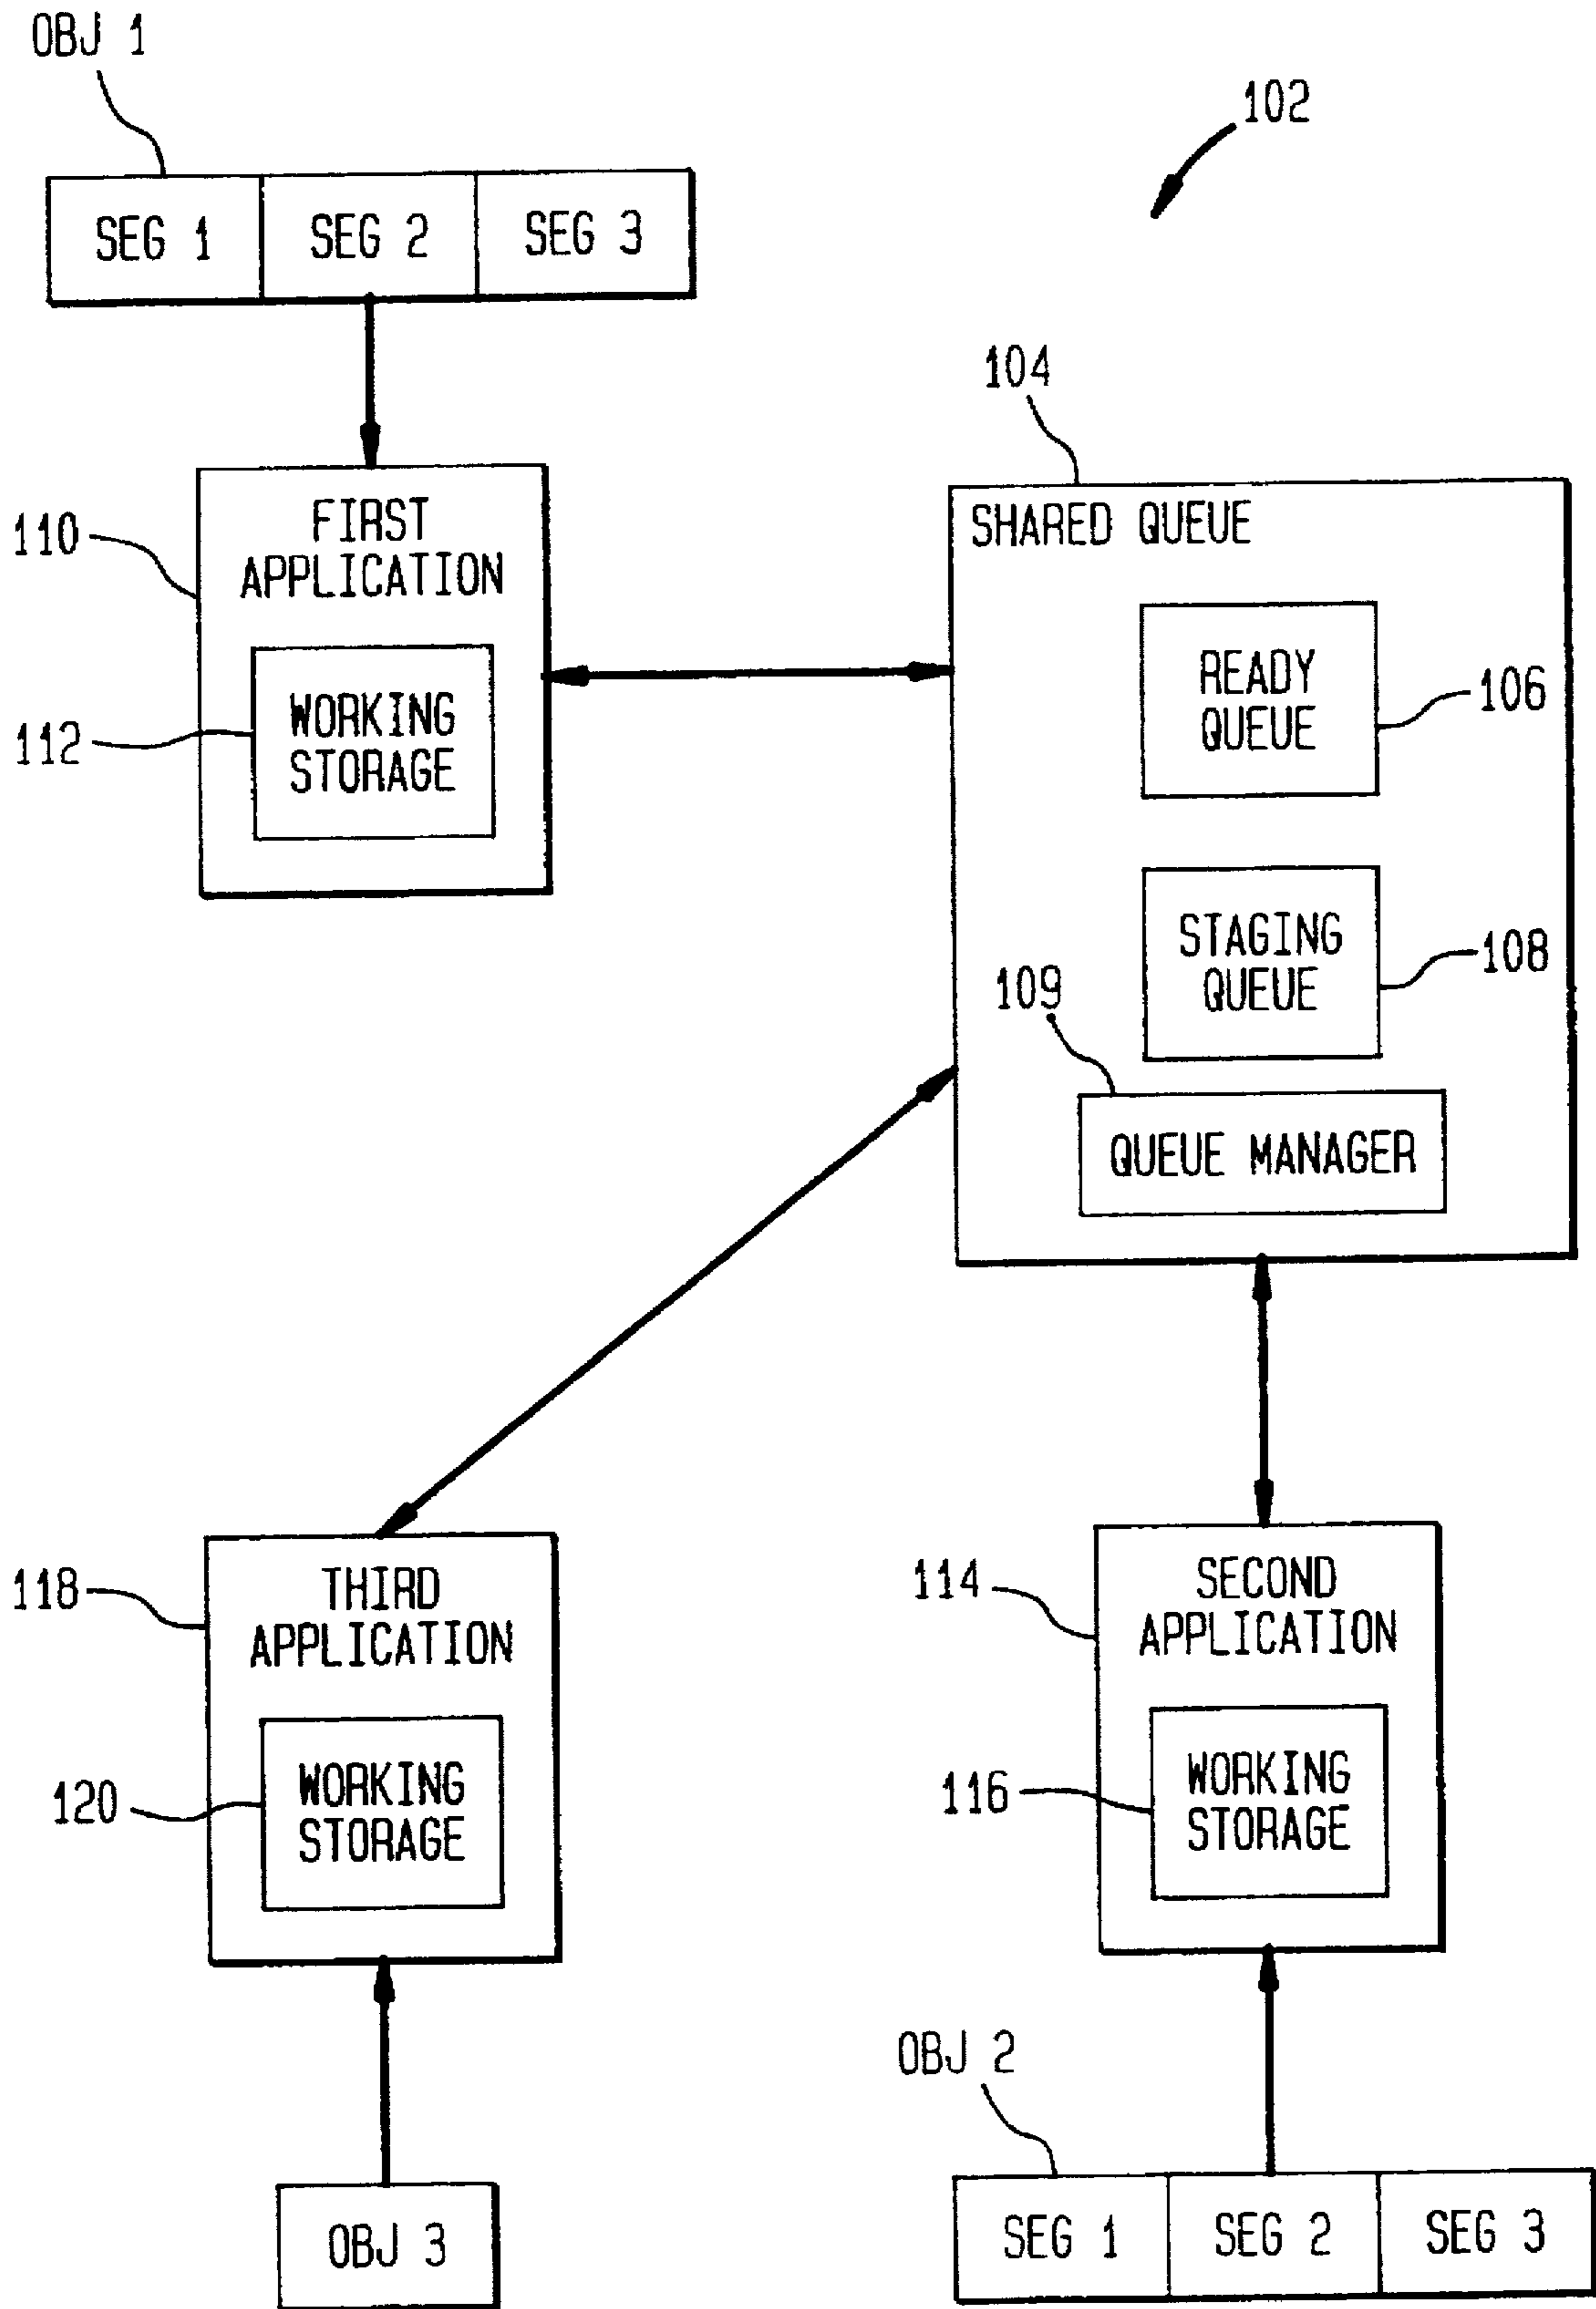 OBJ 1
102
SEG 1 SEG 2 SEG 3
104
110
FIRST
APPLICATION
SHARED QUEUE
112
WORKING
STORAGE
READY
QUEUE
106
STAGING
QUEUE
108
109
QUEUE MANAGER
118
THIRD
APPLICATION
114
SECOND
APPLICATION
120
WORKING
STORAGE
116
WORKING
STORAGE
OBJ 2
OBJ 3
SEG 1 SEG 2 SEG 3